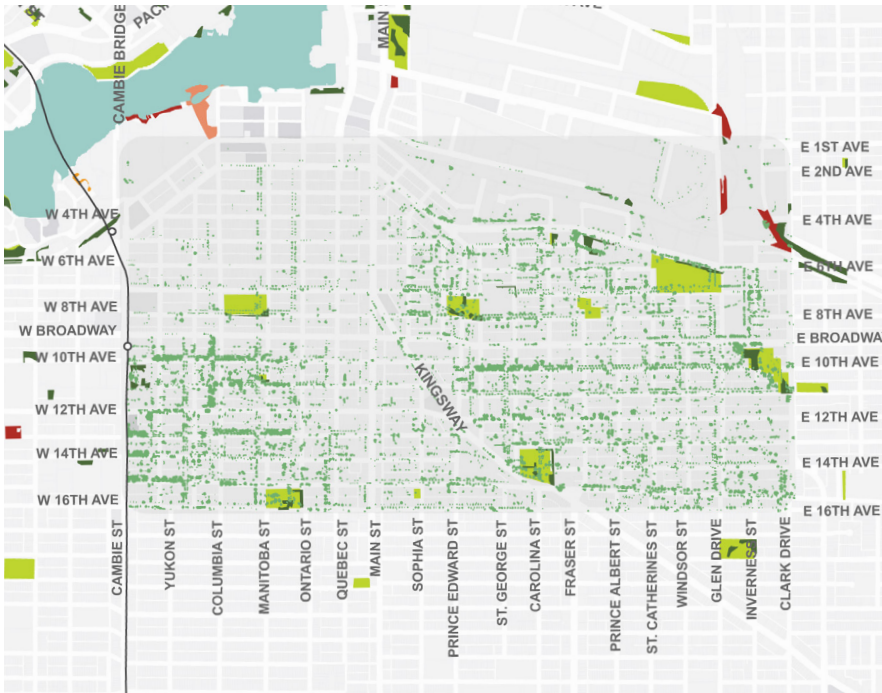 PACI
CAMBIE BRIDGE
MAIN
AVE
E 1ST AVE
E 2ND AVE
W 4TH AVE
E 4TH AVE
W 6TH AVE
E 6TH AVE
W 8TH AVE
E 8TH AVE
W BROADWAY
E BROADWA
W 10TH AVE
E 10TH AVE
KINGSWAY
W 12TH AVE
E 12TH AVE
W 14TH AVE
E 14TH AVE
W 16TH AVE
E 16TH AVE
CAMBIE ST
YUKON ST
COLUMBIA ST
MANITOBA ST
ONTARIO ST
QUEBEC ST
MAIN ST
SOPHIA ST
PRINCE EDWARD ST
ST. GEORGE ST
CAROLINA ST
FRASER ST
PRINCE ALBERT ST
ST. CATHERINES ST
WINDSOR ST
GLEN DRIVE
INVERNESS ST
CLARK DRIVE